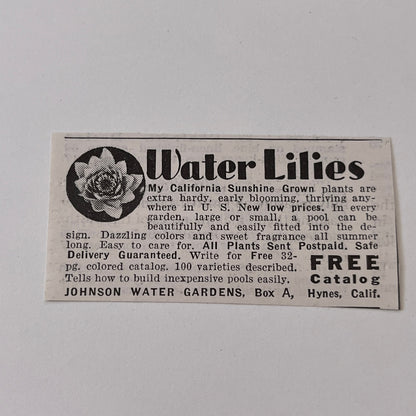 Water Lilies
My California Sunshine Grown plants are
extra hardy, early blooming, thriving any-
where in U. S. New low prices. In every
garden, large or small, a pool can be
beautifully and easily fitted into the de-
sign. Dazzling colors and sweet fragrance all summer
long. Easy to care for. All Plants Sent Postpaid. Safe
Delivery Guaranteed. Write for Free 32-
pg. colored catalog. 100 varieties described.
Tells how to build inexpensive pools easily.
FREE
Catalog
JOHNSON WATER GARDENS, Box A, Hynes, Calif.